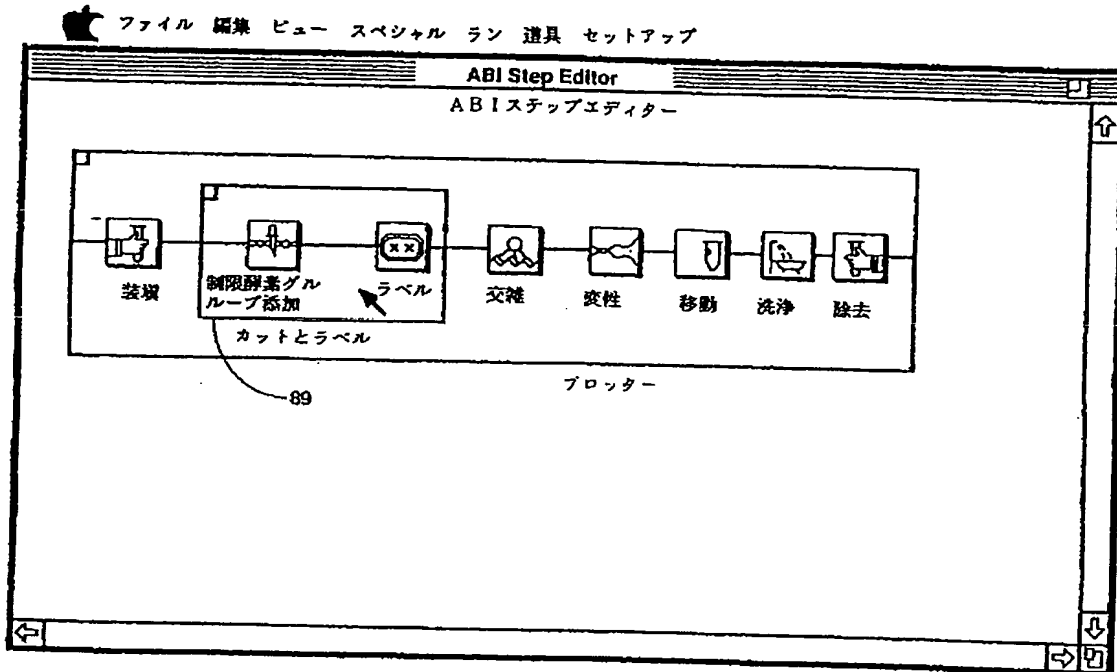 ファイル 編集 ビュー スペシャル ラン 道具 セットアップ
ABI Step Editor
ABIステップエディター
装填 制限酵素グル ラベル 交雑 変性 移動 洗浄 除去
ループ添加
カットとラベル
ブロッター
89